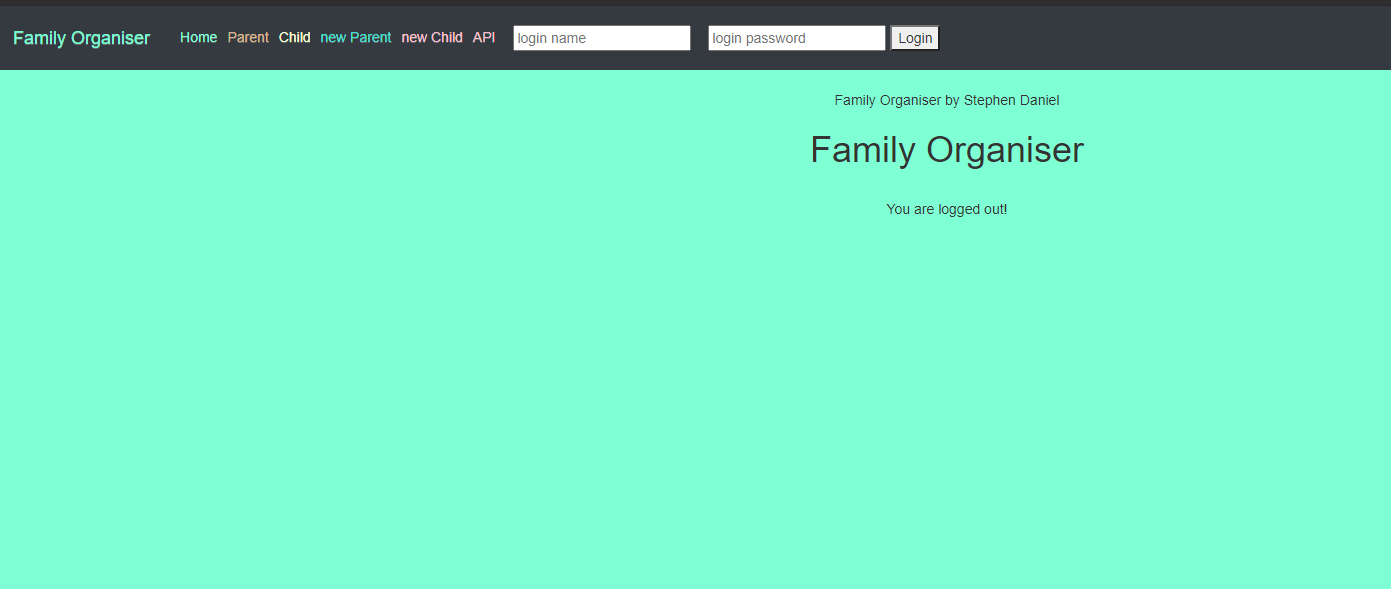 Family Organiser Home Parent Child new Parent new Child API login name login password Login
Family Organiser by Stephen Daniel
Family Organiser
You are logged out!